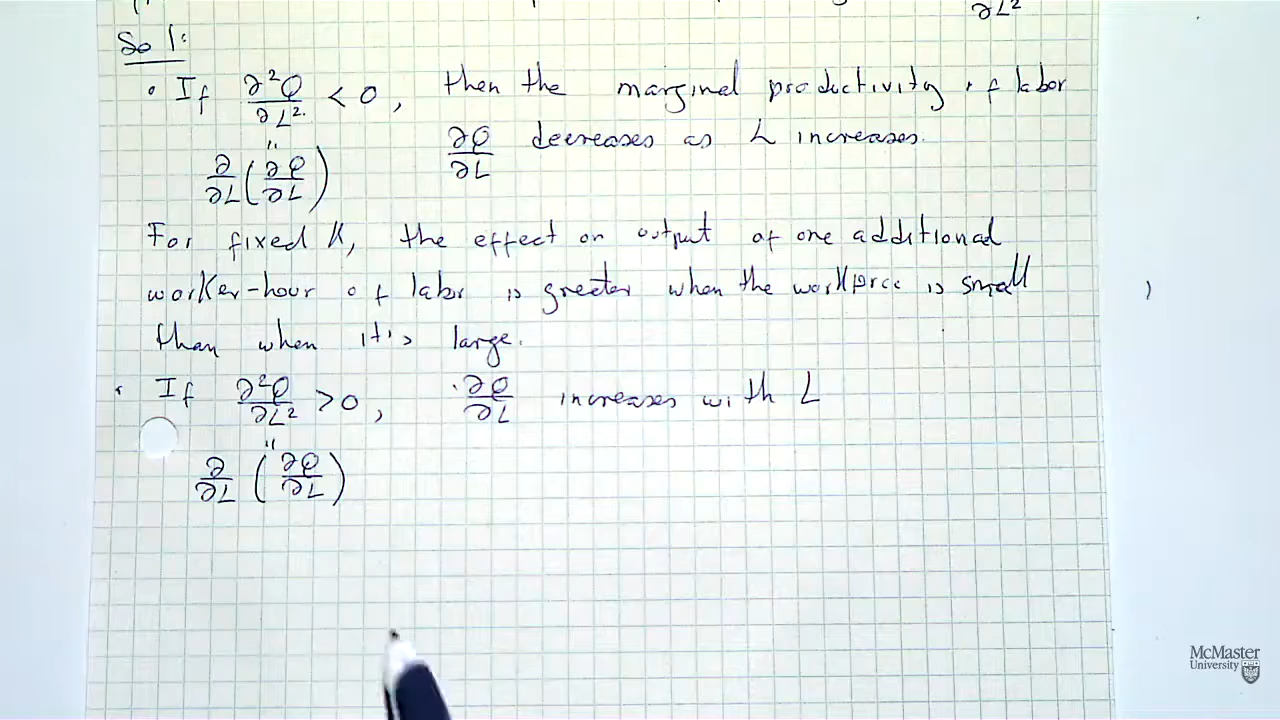 ∂L²
Sol:
• If ∂²Q/∂L² < 0, then the marginal productivity of labor
∂/∂L (∂Q/∂L) ∂Q/∂L decreases as L increases.
For fixed K, the effect on output of one additional
worker-hour of labor is greater when the workforce is small
than when it's large.
• If ∂²Q/∂L² > 0, ∂Q/∂L increases with L
∂/∂L (∂Q/∂L)
McMaster
University